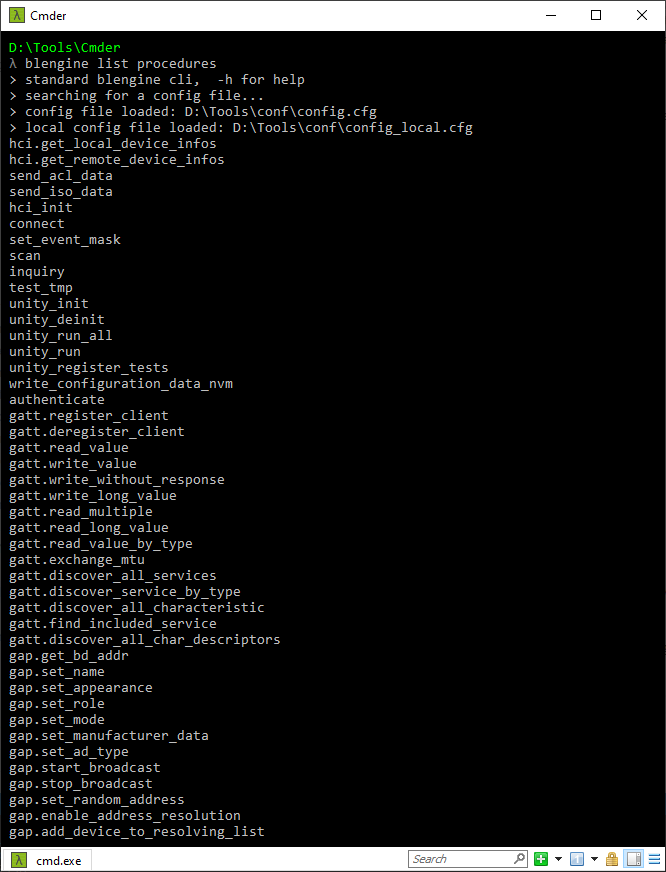 Cmder
D:\Tools\Cmder
λ blengine list procedures
> standard blengine cli,  -h for help
> searching for a config file...
> config file loaded: D:\Tools\conf\config.cfg
> local config file loaded: D:\Tools\conf\config_local.cfg
hci.get_local_device_infos
hci.get_remote_device_infos
send_acl_data
send_iso_data
hci_init
connect
set_event_mask
scan
inquiry
test_tmp
unity_init
unity_deinit
unity_run_all
unity_run
unity_register_tests
write_configuration_data_nvm
authenticate
gatt.register_client
gatt.deregister_client
gatt.read_value
gatt.write_value
gatt.write_without_response
gatt.write_long_value
gatt.read_multiple
gatt.read_long_value
gatt.read_value_by_type
gatt.exchange_mtu
gatt.discover_all_services
gatt.discover_service_by_type
gatt.discover_all_characteristic
gatt.find_included_service
gatt.discover_all_char_descriptors
gap.get_bd_addr
gap.set_name
gap.set_appearance
gap.set_role
gap.set_mode
gap.set_manufacturer_data
gap.set_ad_type
gap.start_broadcast
gap.stop_broadcast
gap.set_random_address
gap.enable_address_resolution
gap.add_device_to_resolving_list
λ cmd.exe Search